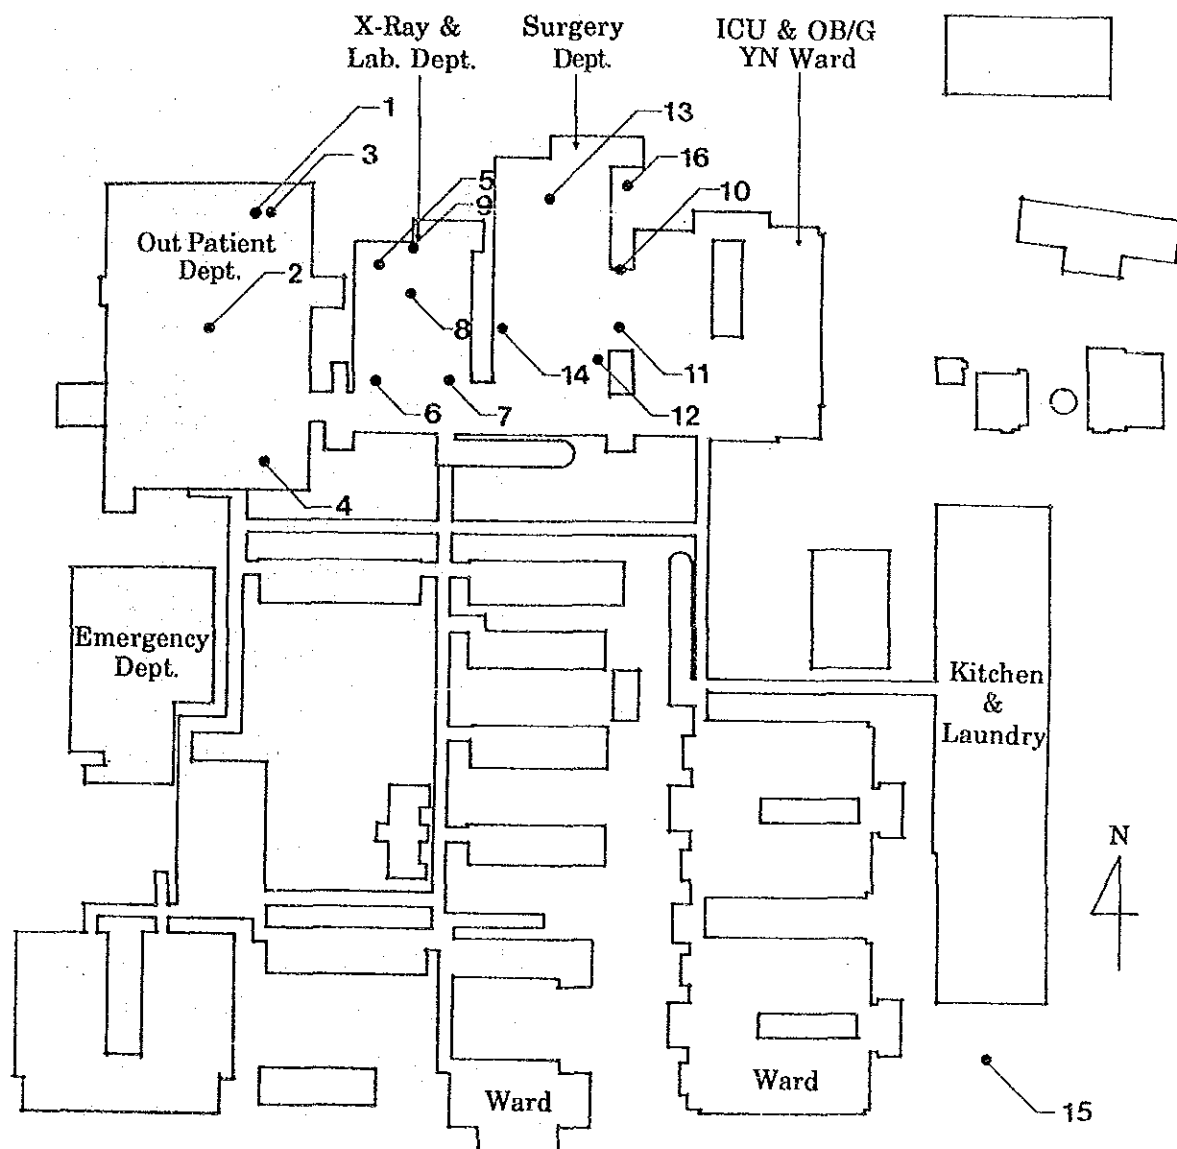 X-Ray &
Lab. Dept.
Surgery
Dept.
ICU & OB/G
YN Ward
1
3
5
9
13
16
10
Out Patient
Dept.
2
8
14
11
6
7
12
4
Emergency
Dept.
Kitchen
&
Laundry
N
Ward
Ward
15